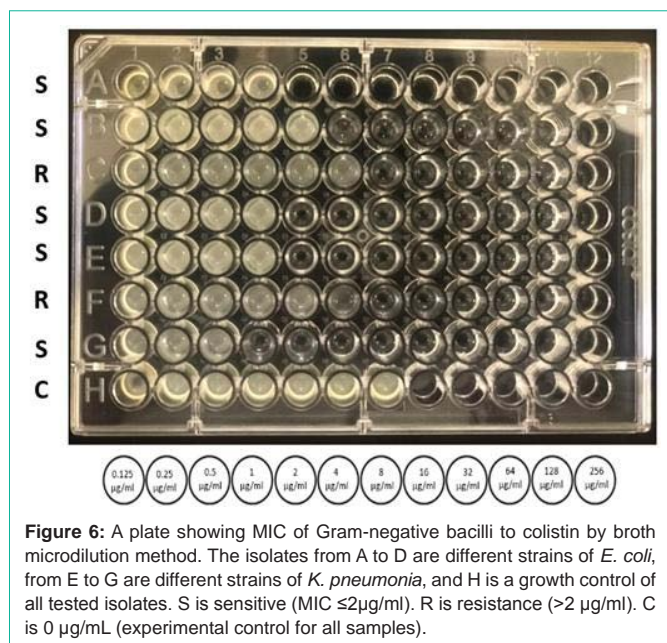 1 2 3 4 5 6 7 8 9 10 11 12
S A
S B
R C
S D
S E
R F
S G
C H
0.125 µg/ml 0.25 µg/ml 0.5 µg/ml 1 µg/ml 2 µg/ml 4 µg/ml 8 µg/ml 16 µg/ml 32 µg/ml 64 µg/ml 128 µg/ml 256 µg/ml
Figure 6: A plate showing MIC of Gram-negative bacilli to colistin by broth
microdilution method. The isolates from A to D are different strains of E. coli,
from E to G are different strains of K. pneumonia, and H is a growth control of
all tested isolates. S is sensitive (MIC ≤2µg/ml). R is resistance (>2 µg/ml). C
is 0 µg/mL (experimental control for all samples).